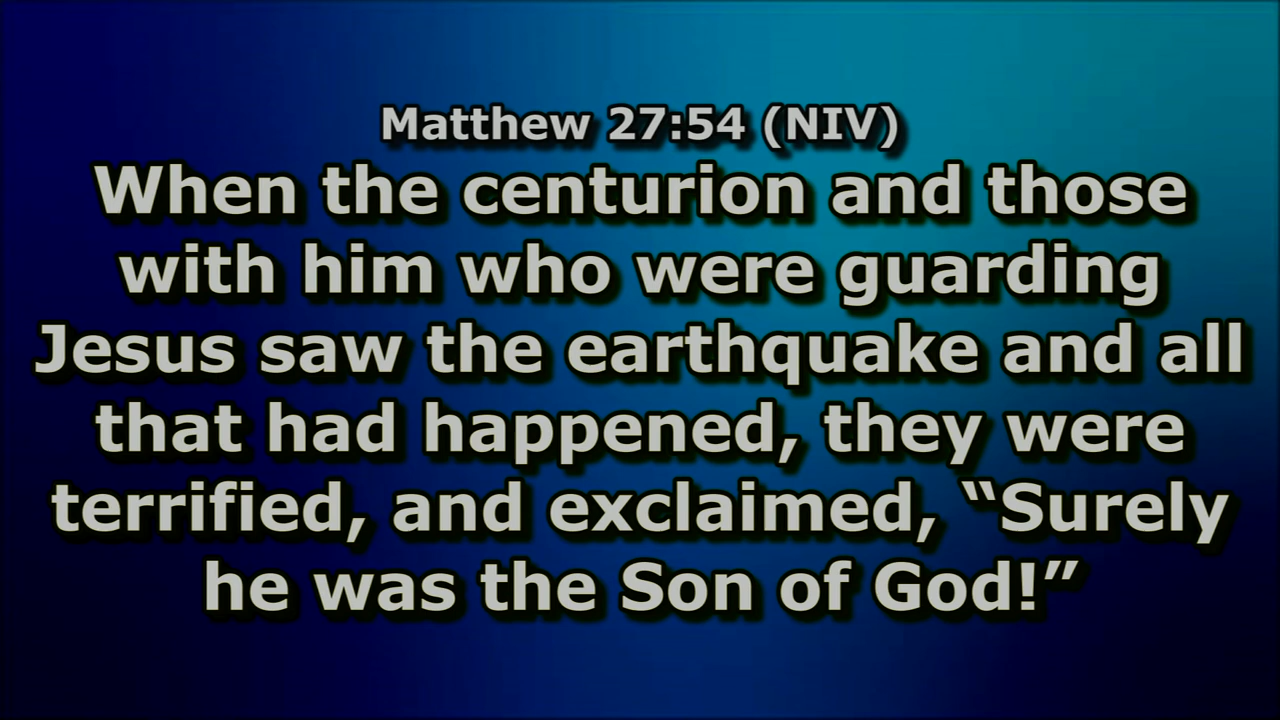 Matthew 27:54 (NIV)
When the centurion and those
with him who were guarding
Jesus saw the earthquake and all
that had happened, they were
terrified, and exclaimed, “Surely
he was the Son of God!”